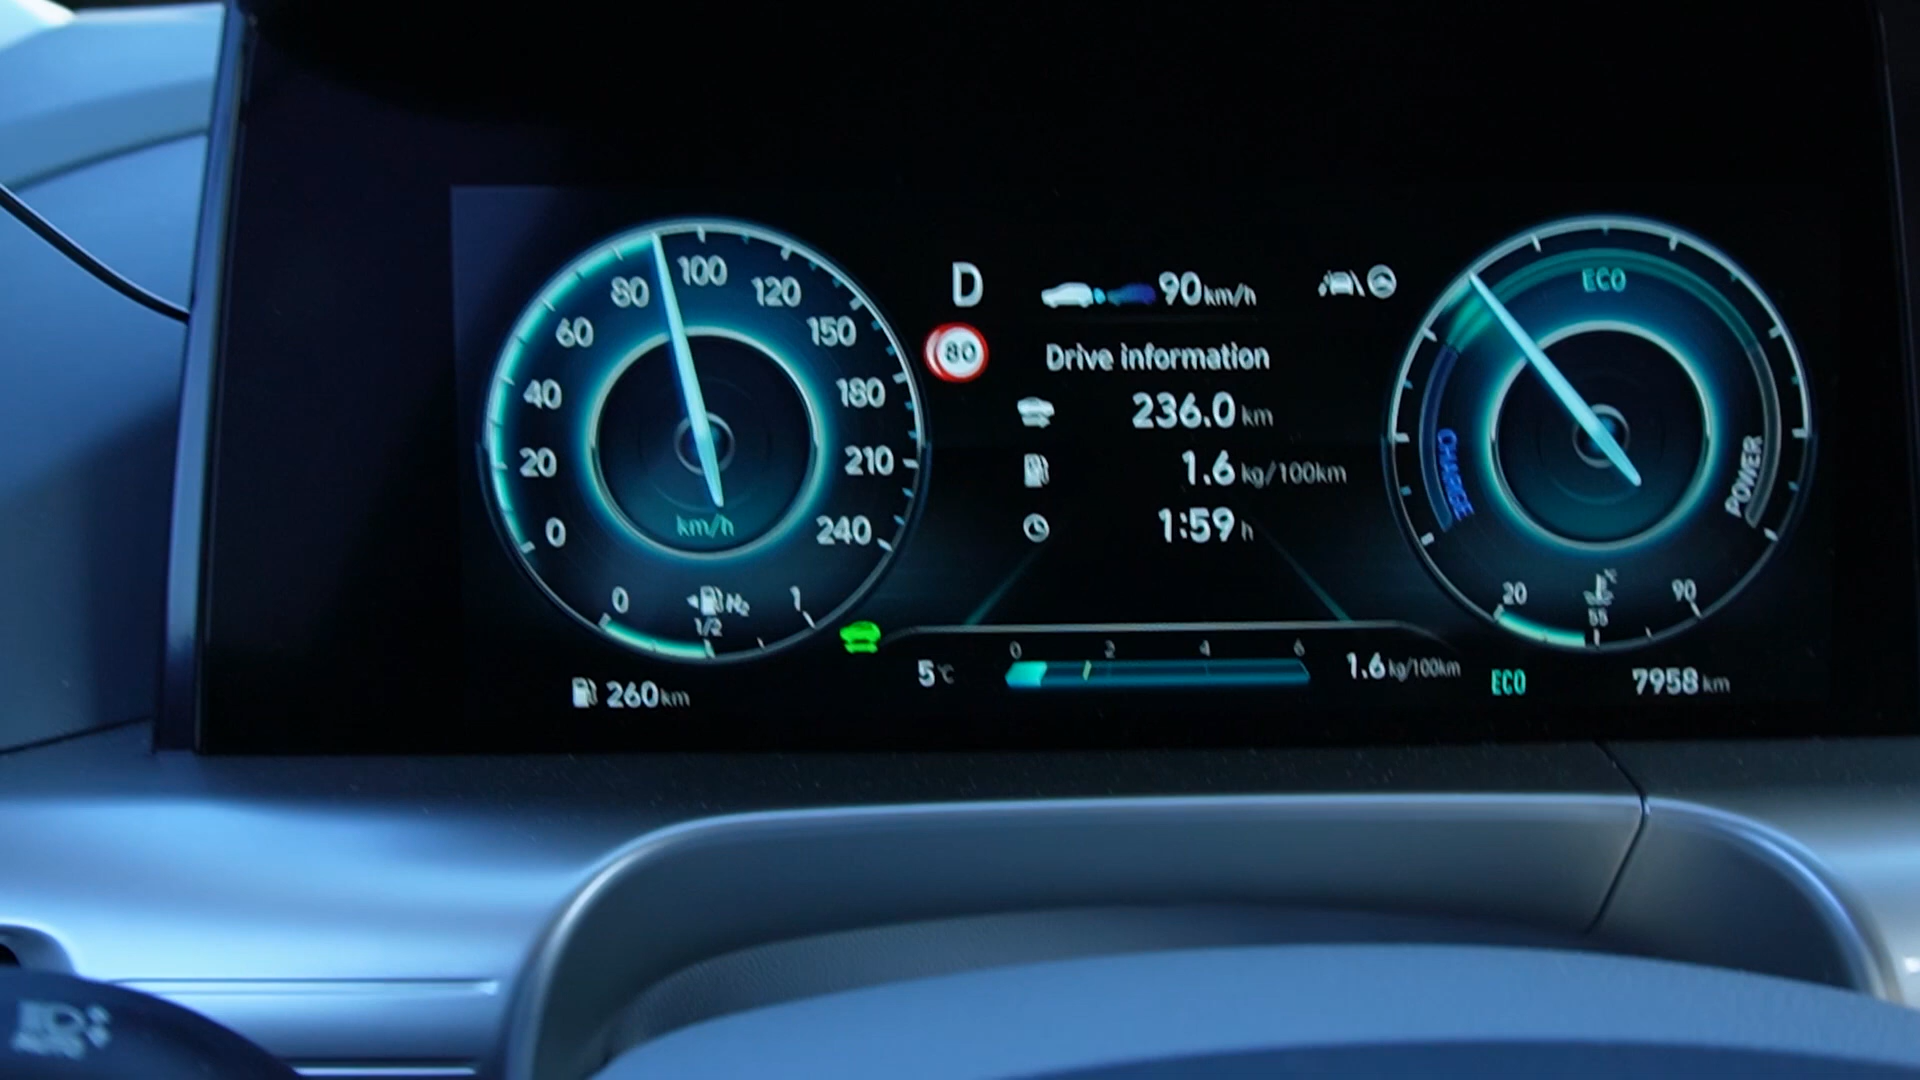 0
20
40
60
80
100
120
150
180
210
240
km/h
0 H₂ 1
1/2
260km
D 90km/h
80
Drive information
236.0 km
1.6 kg/100km
1:59 h
5°C
0 2 4 6
1.6 kg/100km
ECO
CHARGE
POWER
20 °C 90
55
ECO 7958 km